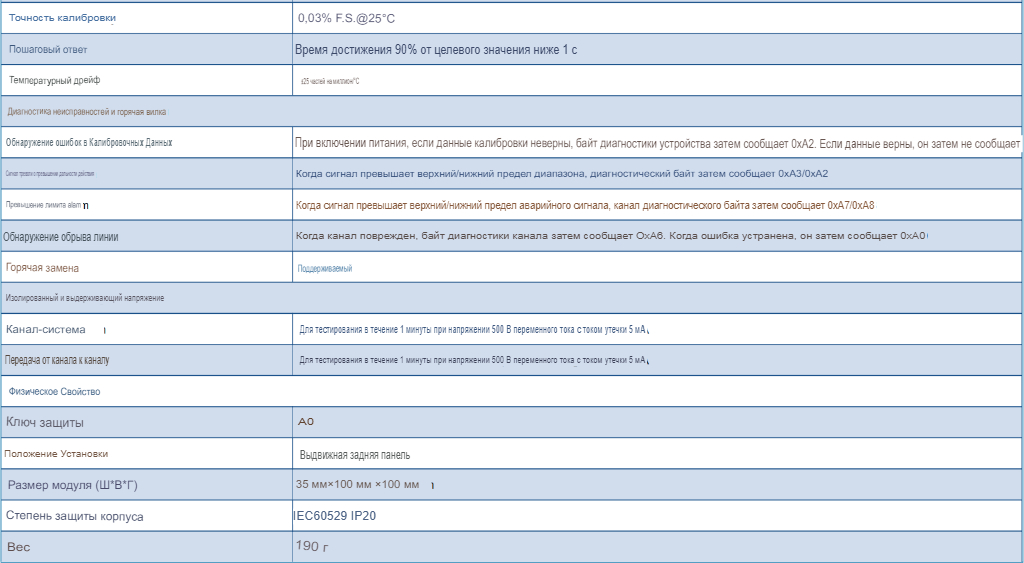 Точность калибровки 0,03% F.S.@25°C
Пошаговый ответ Время достижения 90% от целевого значения ниже 1 с
Температурный дрейф ±25 частей на миллион/°C
Диагностика неисправностей и горячая вилка
Обнаружение ошибок в Калибровочных Данных При включении питания, если данные калибровки неверны, байт диагностики устройства затем сообщает 0xA2. Если данные верны, он затем не сообщает
Когда сигнал превышает верхний/нижний предел диапазона, диагностический байт затем сообщает 0xA3/0xA2
Превышение лимита alarm Когда сигнал превышает верхний/нижний предел аварийного сигнала, канал диагностического байта затем сообщает 0xA7/0xA8
Обнаружение обрыва линии Когда канал поврежден, байт диагностики канала затем сообщает OxA6. Когда ошибка устранена, он затем сообщает 0xA0
Горячая замена Поддерживаемый
Изолированный и выдерживающий напряжение
Канал-система Для тестирования в течение 1 минуты при напряжении 500 В переменного тока с током утечки 5 мА
Передача от канала к каналу Для тестирования в течение 1 минуты при напряжении 500 В переменного тока с током утечки 5 мА
Физическое Свойство
Ключ защиты A0
Положение Установки Выдвижная задняя панель
Размер модуля (Ш*В*Г) 35 мм×100 мм ×100 мм
Степень защиты корпуса IEC60529 IP20
Вес 190 г